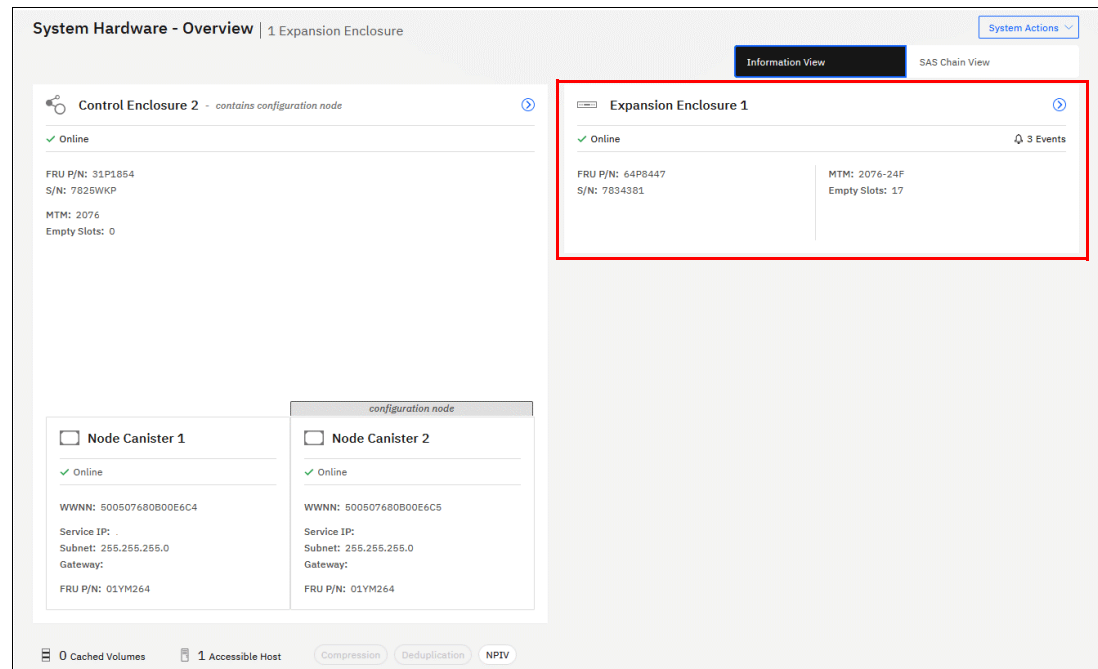 System Hardware - Overview | 1 Expansion Enclosure
System Actions
Information View
SAS Chain View
Control Enclosure 2 - contains configuration node
Online
FRU P/N: 31P1854
S/N: 7825WKP
MTM: 2076
Empty Slots: 0
Expansion Enclosure 1
Online
3 Events
FRU P/N: 64P8447
S/N: 7834381
MTM: 2076-24F
Empty Slots: 17
configuration node
Node Canister 1
Online
WWNN: 500507680B00E6C4
Service IP: .
Subnet: 255.255.255.0
Gateway:
FRU P/N: 01YM264
Node Canister 2
Online
WWNN: 500507680B00E6C5
Service IP:
Subnet: 255.255.255.0
Gateway:
FRU P/N: 01YM264
0 Cached Volumes
1 Accessible Host
Compression
Deduplication
NPIV